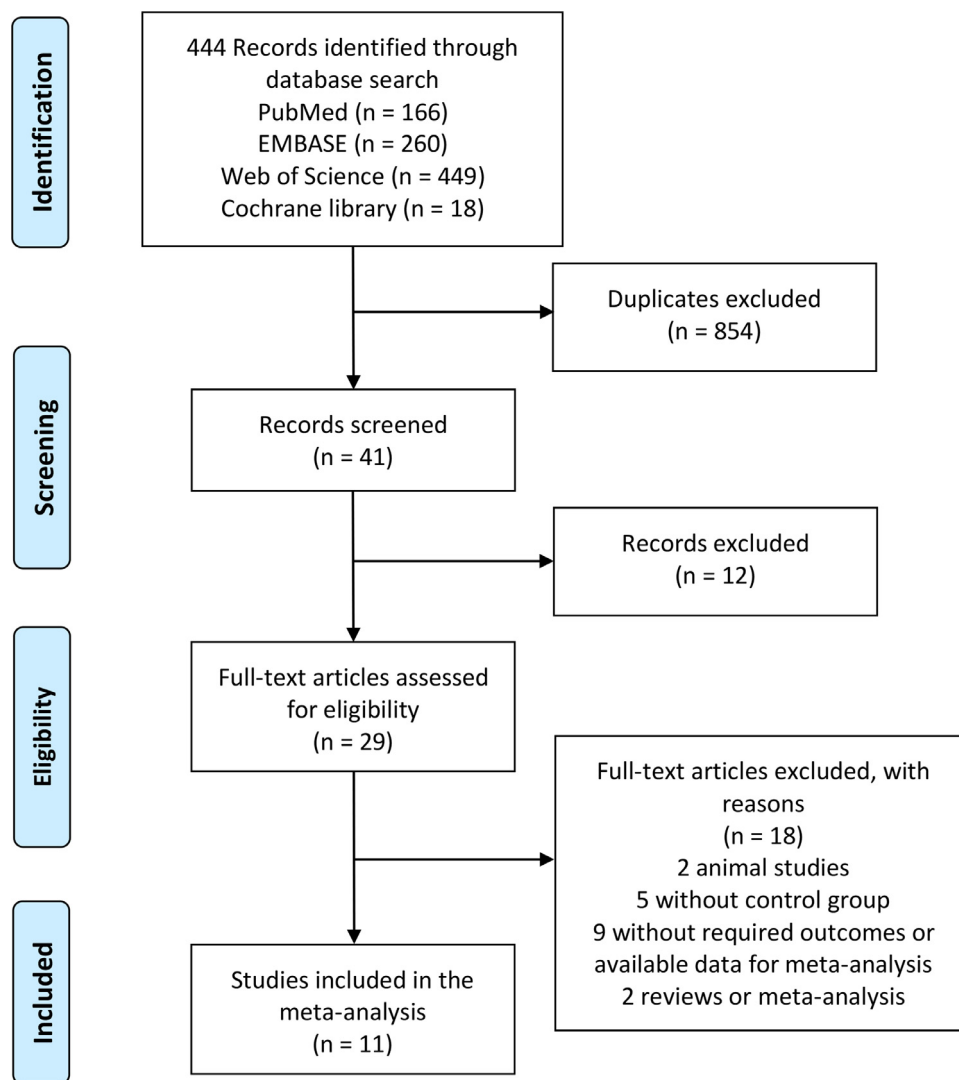 Identification
444 Records identified through
database search
PubMed (n = 166)
EMBASE (n = 260)
Web of Science (n = 449)
Cochrane library (n = 18)
Duplicates excluded
(n = 854)
Screening
Records screened
(n = 41)
Records excluded
(n = 12)
Eligibility
Full-text articles assessed
for eligibility
(n = 29)
Full-text articles excluded, with
reasons
(n = 18)
2 animal studies
5 without control group
9 without required outcomes or
available data for meta-analysis
2 reviews or meta-analysis
Included
Studies included in the
meta-analysis
(n = 11)